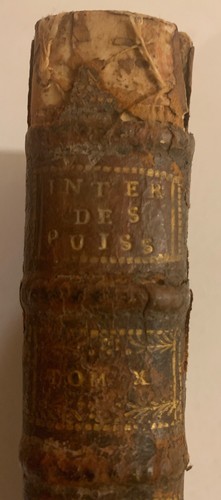 INTER
DES
PUISS
TOM X